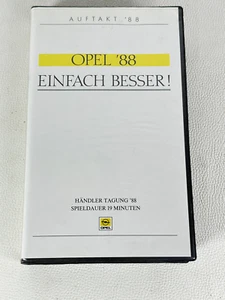 AUFTAKT '88
OPEL '88
EINFACH BESSER!
HÄNDLER TAGUNG '88
SPIELDAUER 19 MINUTEN
OPEL